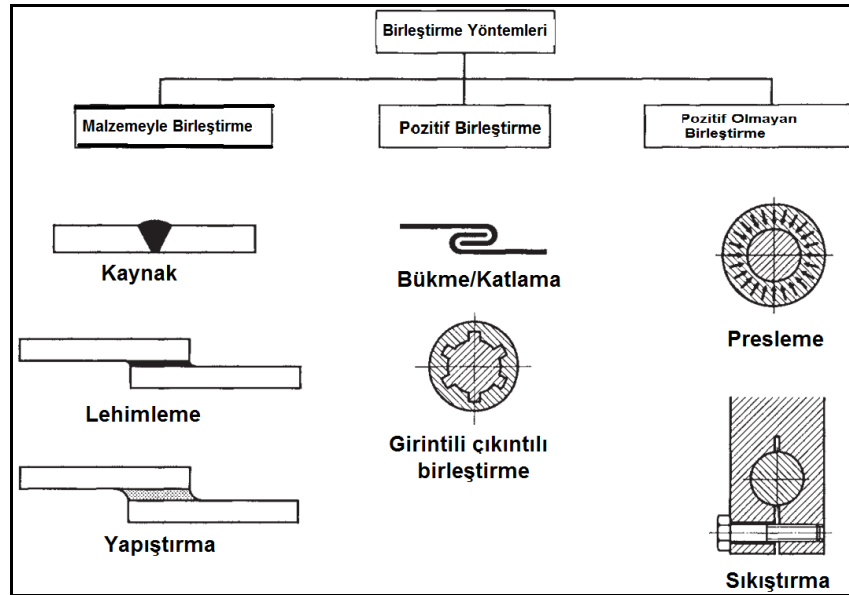 Birleştirme Yöntemleri
Malzemeyle Birleştirme
Pozitif Birleştirme
Pozitif Olmayan
Birleştirme
Kaynak
Bükme/Katlama
Presleme
Lehimleme
Girintili çıkıntılı
birleştirme
Yapıştırma
Sıkıştırma